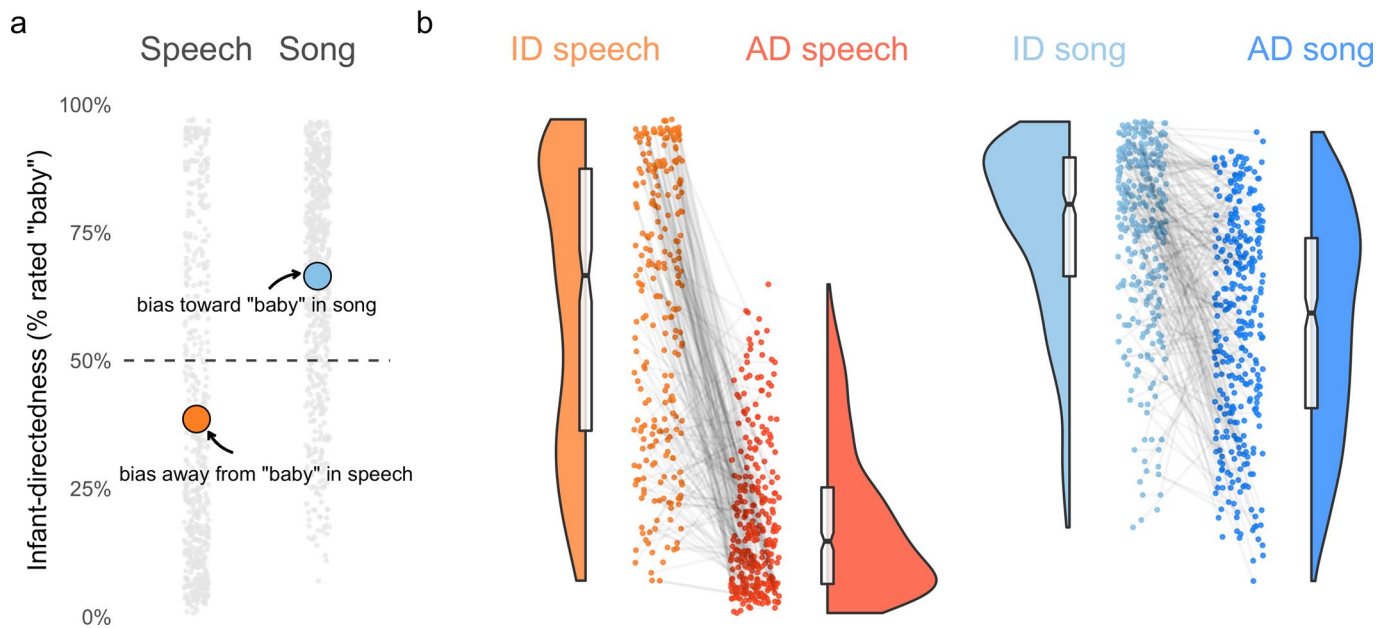 a
Speech Song
100%
75%
50%
25%
0%
Infant-directedness (% rated "baby")
bias toward "baby" in song
bias away from "baby" in speech
b
ID speech AD speech ID song AD song